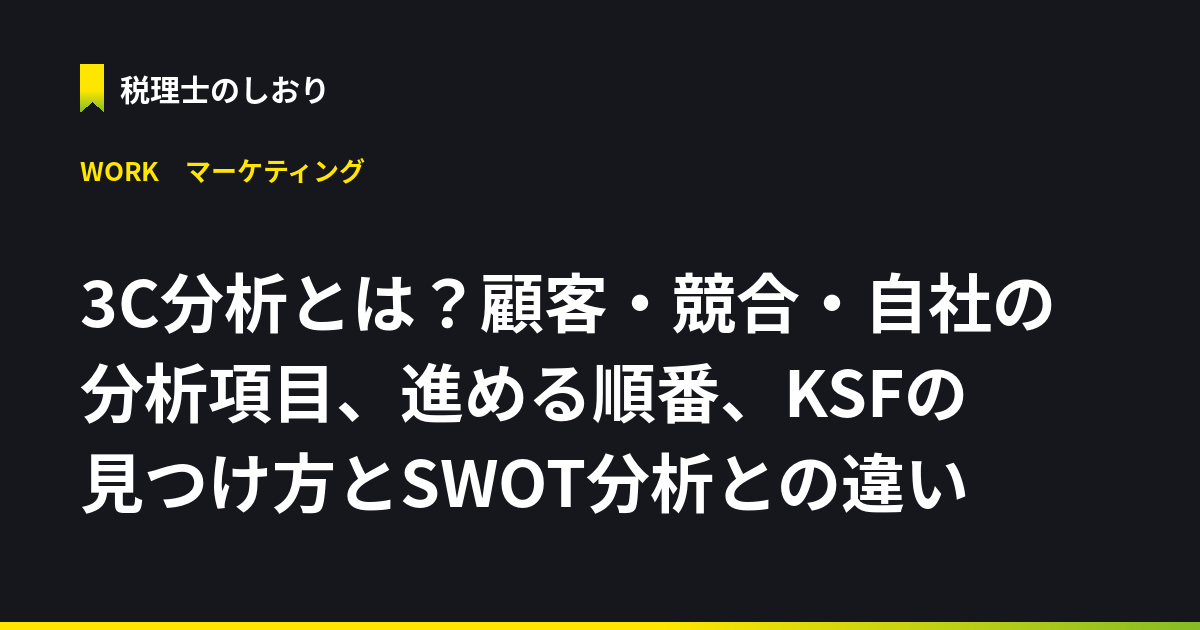 税理士のしおり
WORK　マーケティング
3C分析とは？顧客・競合・自社の
分析項目、進める順番、KSFの
見つけ方とSWOT分析との違い